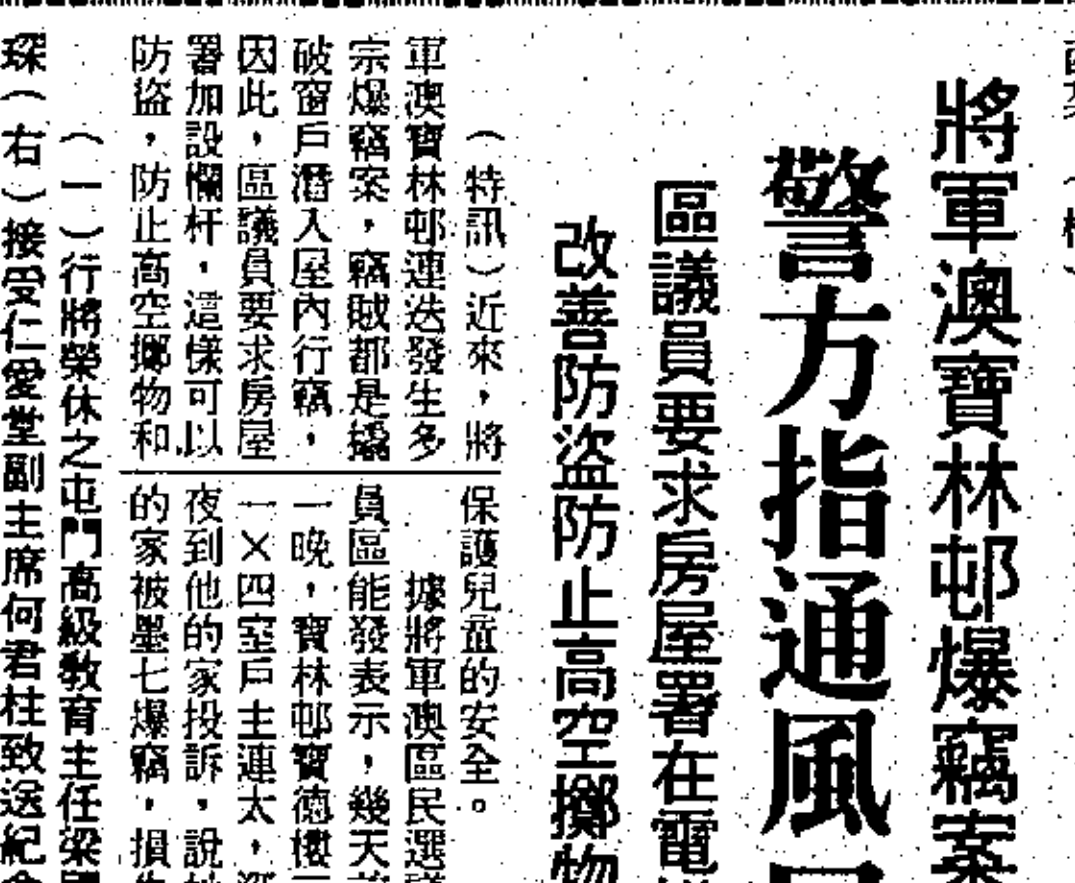 將軍澳寶林邨爆竊案
警方指通風
區議員要求房屋署在電
改善防盜防止高空擲物
（特訊）近來，將
軍澳寶林邨連迭發生多
宗爆竊案，竊賊都是撬
破窗戶潛入屋內行竊，
因此，區議員要求房屋
署加設欄杆，這樣可以
防盜，防止高空擲物和
保護兒童的安全。
據將軍澳區民選議
員區能發表示，幾天前
一晚，寶林邨寶德樓
一×四室戶主連太，深
夜到他的家投訴，說她
的家被墨七爆竊，損失
（一）行將榮休之屯門高級教育主任梁國
琛（右）接受仁愛堂副主席何君柱致送紀念